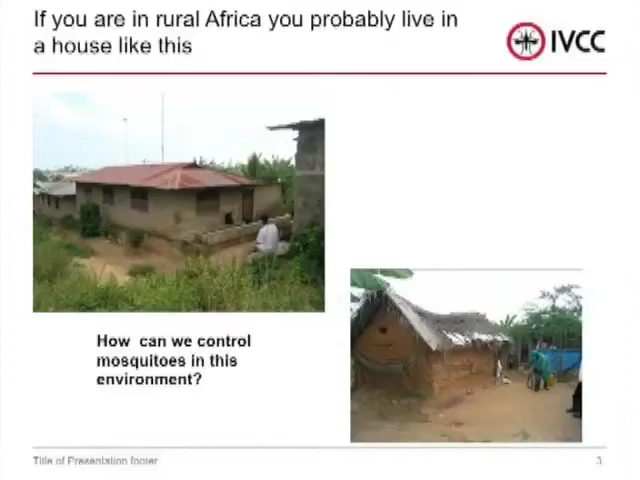 If you are in rural Africa you probably live in
a house like this
IVCC
How can we control
mosquitoes in this
environment?
Title of Presentation footer
3